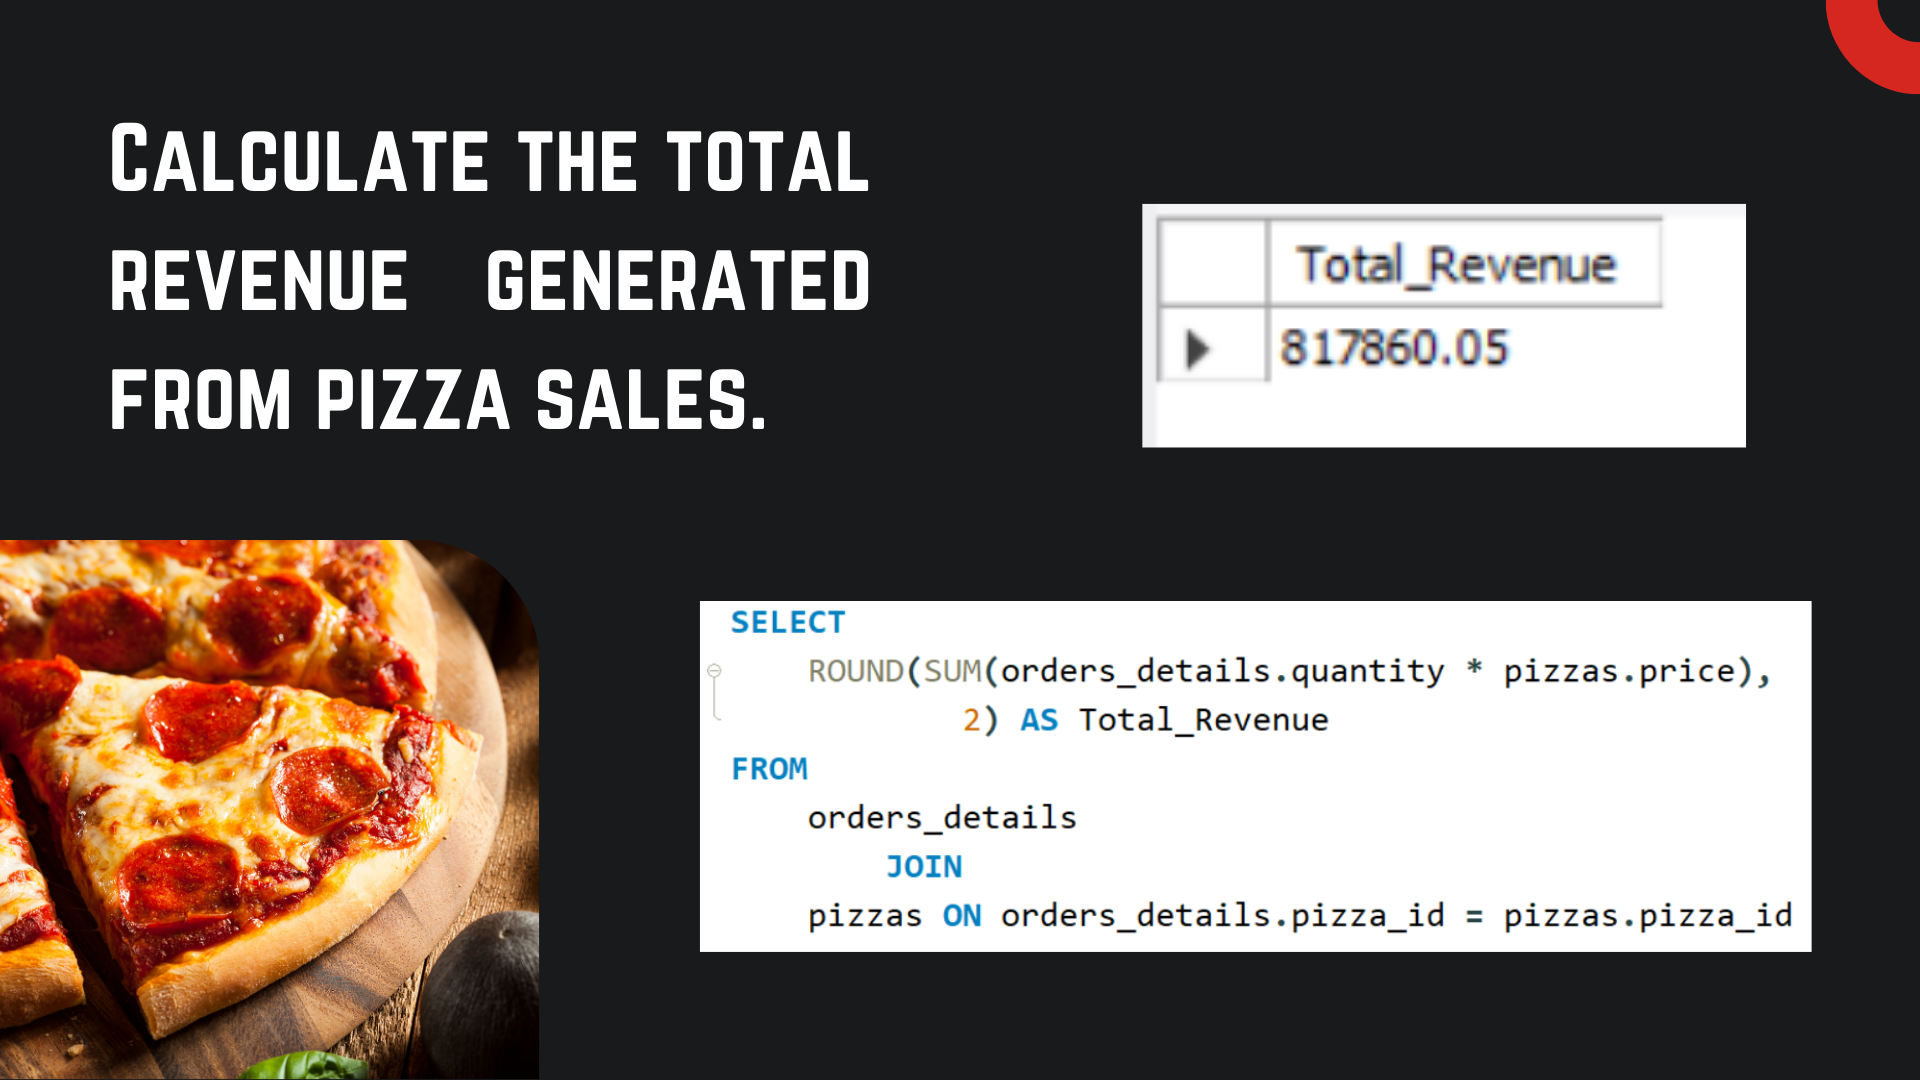 Calculate the total
revenue generated
from pizza sales.
Total_Revenue
817860.05
SELECT
ROUND(SUM(orders_details.quantity * pizzas.price),
2) AS Total_Revenue
FROM
orders_details
JOIN
pizzas ON orders_details.pizza_id = pizzas.pizza_id